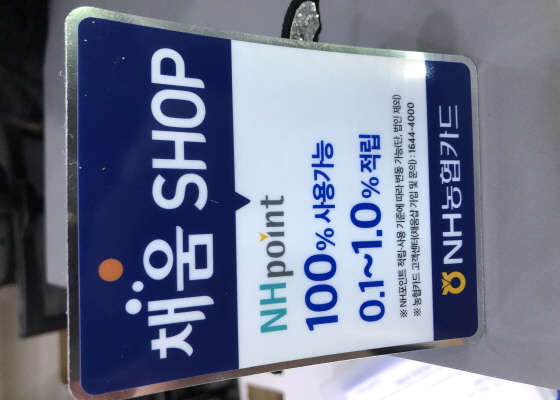 채움 SHOP
NHpoint
100% 사용가능
0.1~1.0% 적립
※ NH포인트 적립·사용 기준에 따라 변동 가능(단, 법인 제외)
※ 농협카드 고객센터(채움샵 가입 및 문의) : 1644-4000
NH농협카드